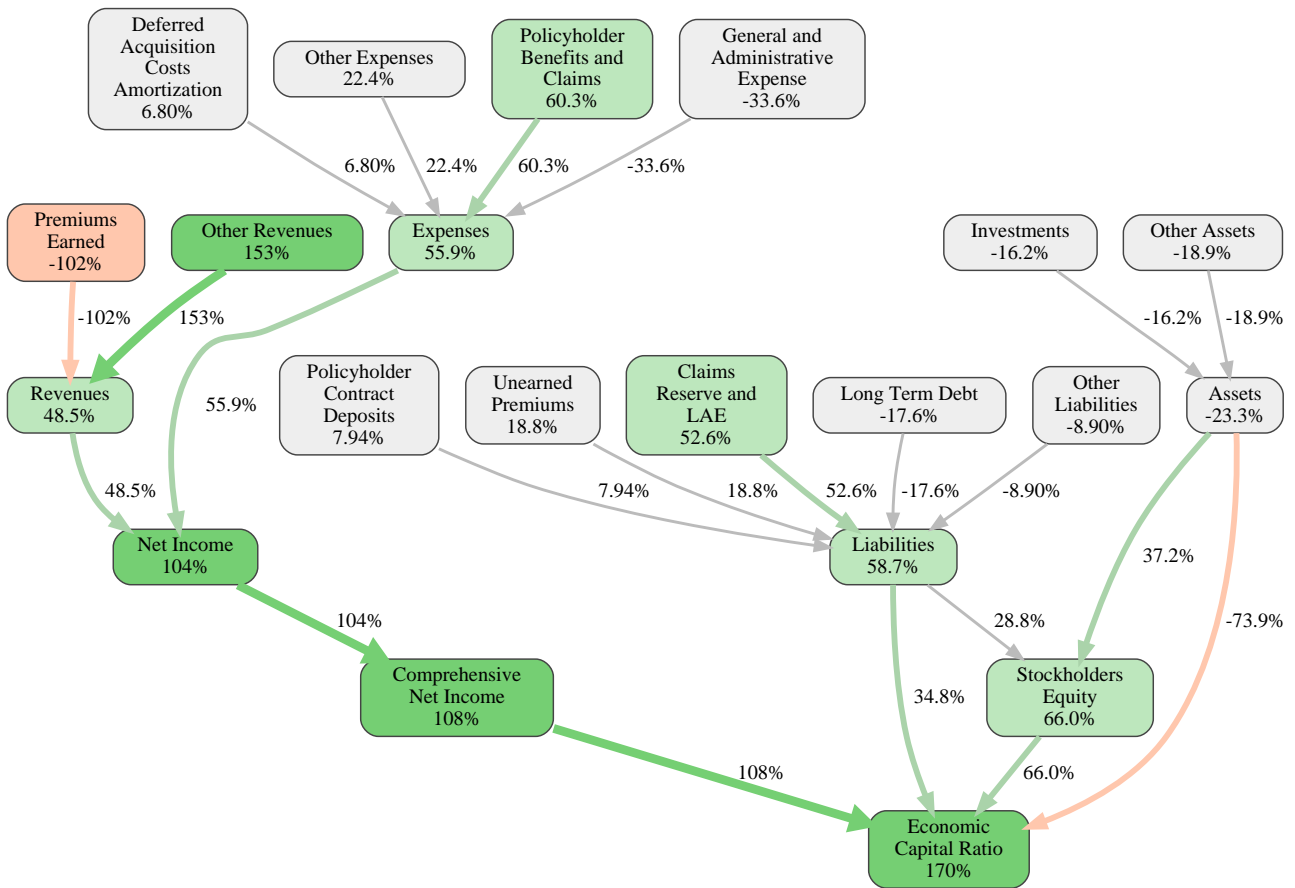 Deferred
Acquisition
Costs
Amortization
6.80%
Other Expenses
22.4%
Policyholder
Benefits and
Claims
60.3%
General and
Administrative
Expense
-33.6%
6.80%
22.4%
60.3%
-33.6%
Premiums
Earned
-102%
Other Revenues
153%
Expenses
55.9%
Investments
-16.2%
Other Assets
-18.9%
-102%
153%
-16.2%
-18.9%
Revenues
48.5%
55.9%
Policyholder
Contract
Deposits
7.94%
Unearned
Premiums
18.8%
Claims
Reserve and
LAE
52.6%
Long Term Debt
-17.6%
Other
Liabilities
-8.90%
Assets
-23.3%
48.5%
7.94%
18.8%
52.6%
-17.6%
-8.90%
Net Income
104%
Liabilities
58.7%
37.2%
104%
28.8%
-73.9%
Comprehensive
Net Income
108%
34.8%
Stockholders
Equity
66.0%
108%
66.0%
Economic
Capital Ratio
170%